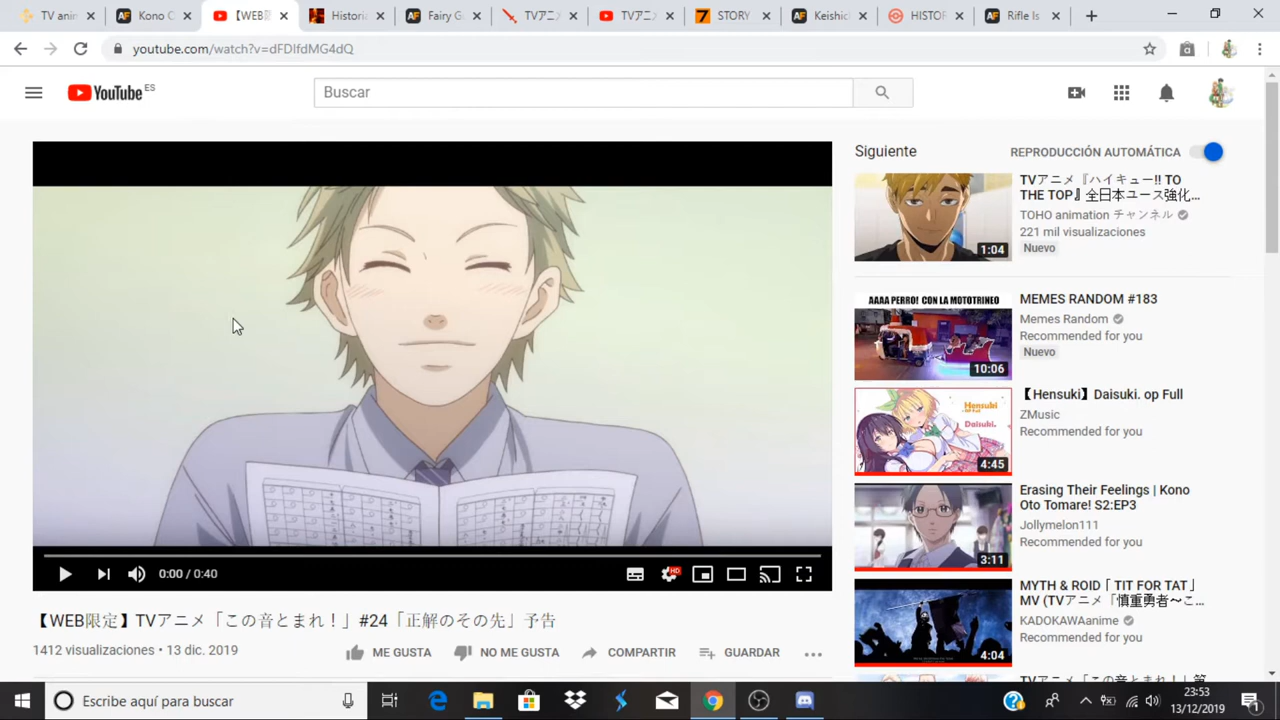 TV anin
Kono O
【WEB限
Historia
Fairy G
TVアニ
TVアニ
7 STORY
Keishic
HISTOR
Rifle Is
youtube.com/watch?v=dFDIfdMG4dQ
YouTube ES
Buscar
Siguiente
REPRODUCCIÓN AUTOMÁTICA
TVアニメ『ハイキュー!! TO
THE TOP』全日本ユース強化...
TOHO animation チャンネル
221 mil visualizaciones
Nuevo
1:04
AAAA PERRO! CON LA MOTOTRINEO
10:06
MEMES RANDOM #183
Memes Random
Recommended for you
Nuevo
Hensuki
OP Full
Daisuki.
4:45
【Hensuki】Daisuki. op Full
ZMusic
Recommended for you
3:11
Erasing Their Feelings | Kono
Oto Tomare! S2:EP3
Jollymelon111
Recommended for you
4:04
MYTH & ROID「 TIT FOR TAT」
MV (TVアニメ「慎重勇者〜こ...
KADOKAWAanime
Recommended for you
0:00 / 0:40
HD
【WEB限定】TVアニメ「この音とまれ！」#24「正解のその先」予告
1412 visualizaciones • 13 dic. 2019
ME GUSTA
NO ME GUSTA
COMPARTIR
GUARDAR
Escribe aquí para buscar
23:53
13/12/2019
1